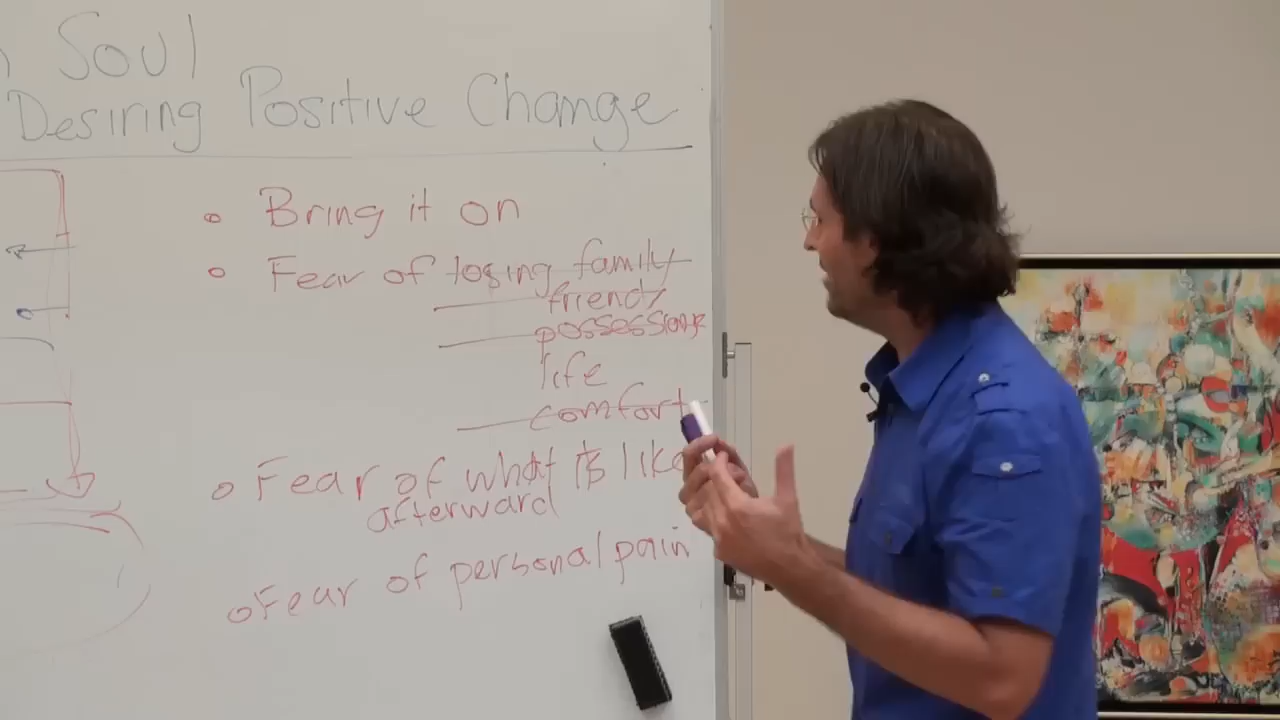 Soul
Desiring Positive Change
Bring it on
Fear of losing family
friends
possessions
life
comfort
Fear of what it's like
afterward
Fear of personal pain